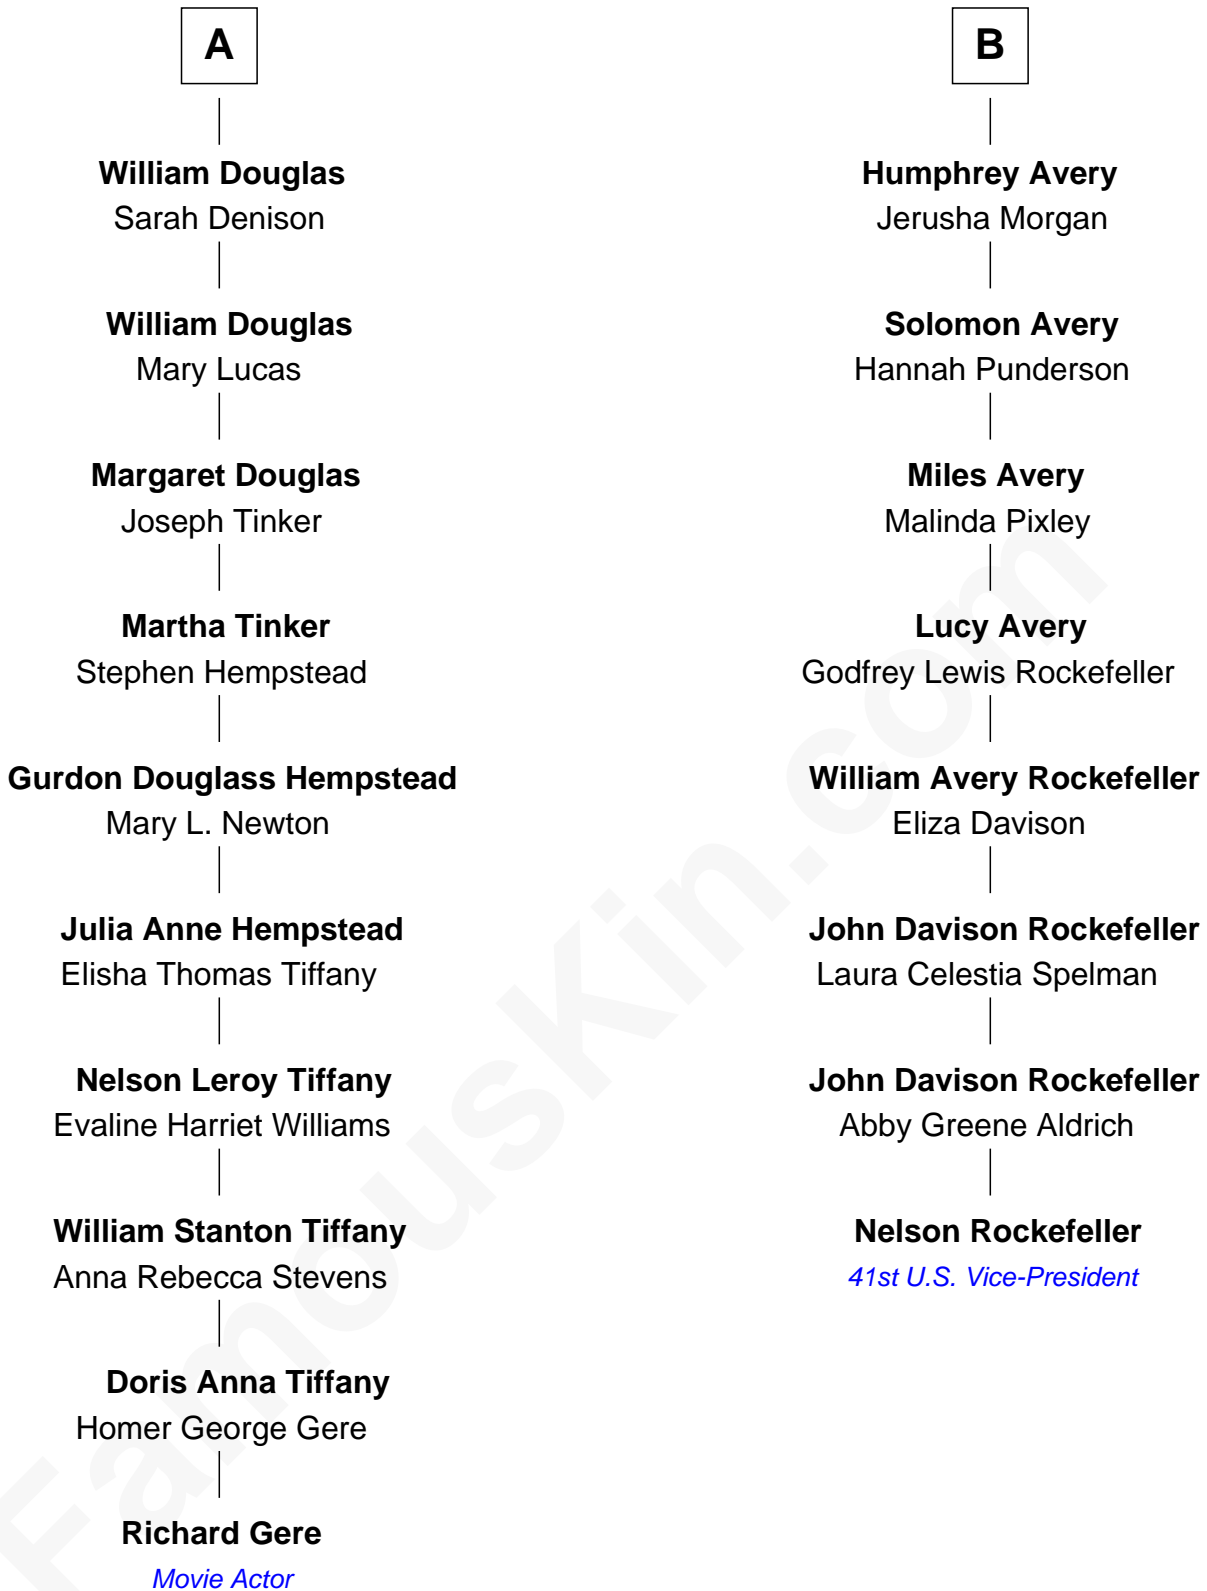 A
William Douglas
Sarah Denison
William Douglas
Mary Lucas
Margaret Douglas
Joseph Tinker
Martha Tinker
Stephen Hempstead
Gurdon Douglass Hempstead
Mary L. Newton
Julia Anne Hempstead
Elisha Thomas Tiffany
Nelson Leroy Tiffany
Evaline Harriet Williams
William Stanton Tiffany
Anna Rebecca Stevens
Doris Anna Tiffany
Homer George Gere
Richard Gere
Movie Actor
B
Humphrey Avery
Jerusha Morgan
Solomon Avery
Hannah Punderson
Miles Avery
Malinda Pixley
Lucy Avery
Godfrey Lewis Rockefeller
William Avery Rockefeller
Eliza Davison
John Davison Rockefeller
Laura Celestia Spelman
John Davison Rockefeller
Abby Greene Aldrich
Nelson Rockefeller
41st U.S. Vice-President
FamousKin.com